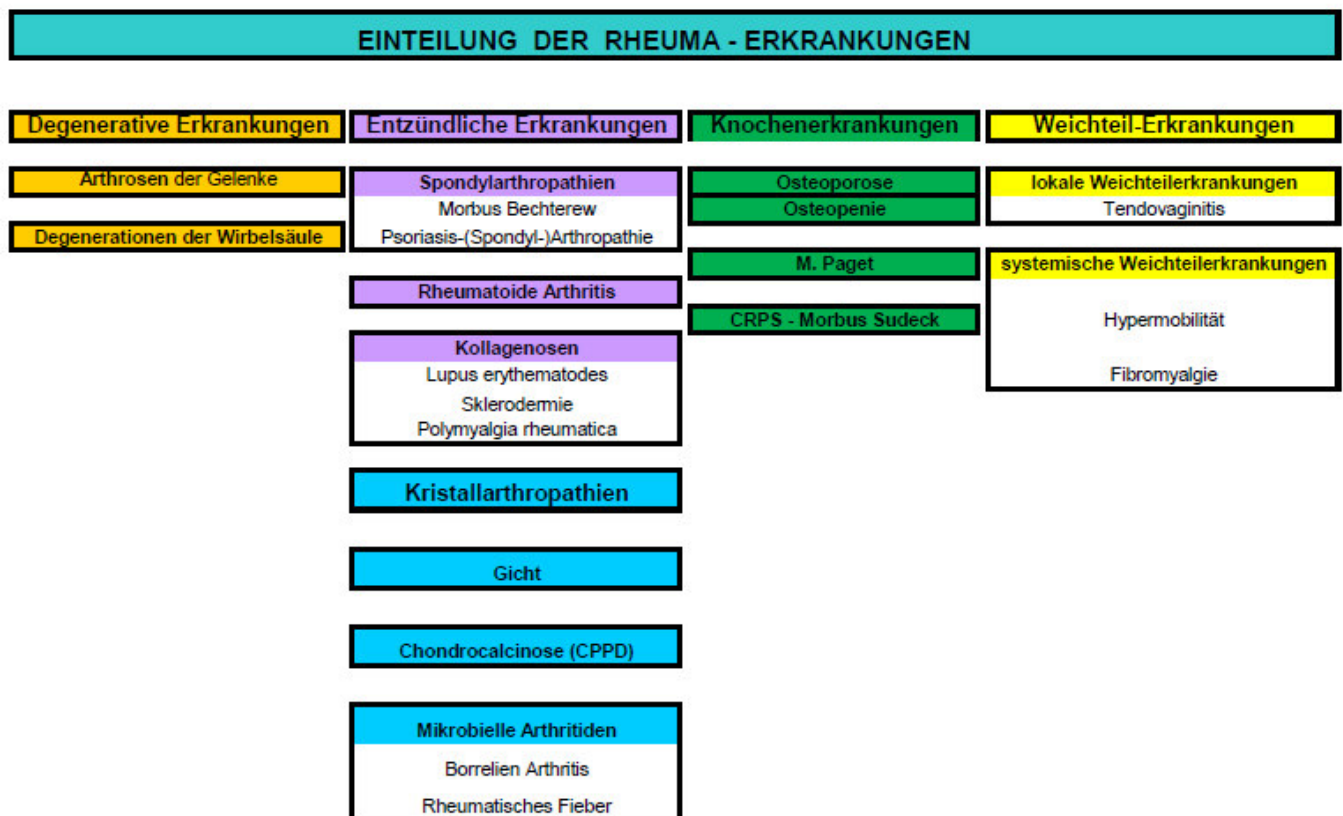 EINTEILUNG DER RHEUMA - ERKRANKUNGEN
Degenerative Erkrankungen
Arthrosen der Gelenke
Degenerationen der Wirbelsäule
Entzündliche Erkrankungen
Spondylarthropathien
Morbus Bechterew
Psoriasis-(Spondyl-)Arthropathie
Rheumatoide Arthritis
Kollagenosen
Lupus erythematodes
Sklerodermie
Polymyalgia rheumatica
Kristallarthropathien
Gicht
Chondrocalcinose (CPPD)
Mikrobielle Arthritiden
Borrelien Arthritis
Rheumatisches Fieber
Knochenerkrankungen
Osteoporose
Osteopenie
M. Paget
CRPS - Morbus Sudeck
Weichteil-Erkrankungen
lokale Weichteilerkrankungen
Tendovaginitis
systemische Weichteilerkrankungen
Hypermobilität
Fibromyalgie